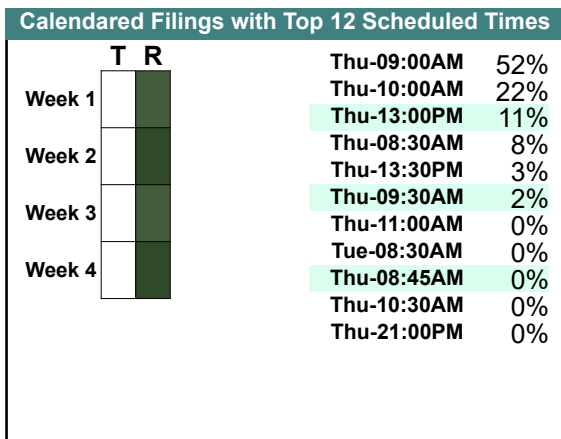 Calendared Filings with Top 12 Scheduled Times
T R
Week 1
Week 2
Week 3
Week 4
Thu-09:00AM 52%
Thu-10:00AM 22%
Thu-13:00PM 11%
Thu-08:30AM 8%
Thu-13:30PM 3%
Thu-09:30AM 2%
Thu-11:00AM 0%
Tue-08:30AM 0%
Thu-08:45AM 0%
Thu-10:30AM 0%
Thu-21:00PM 0%